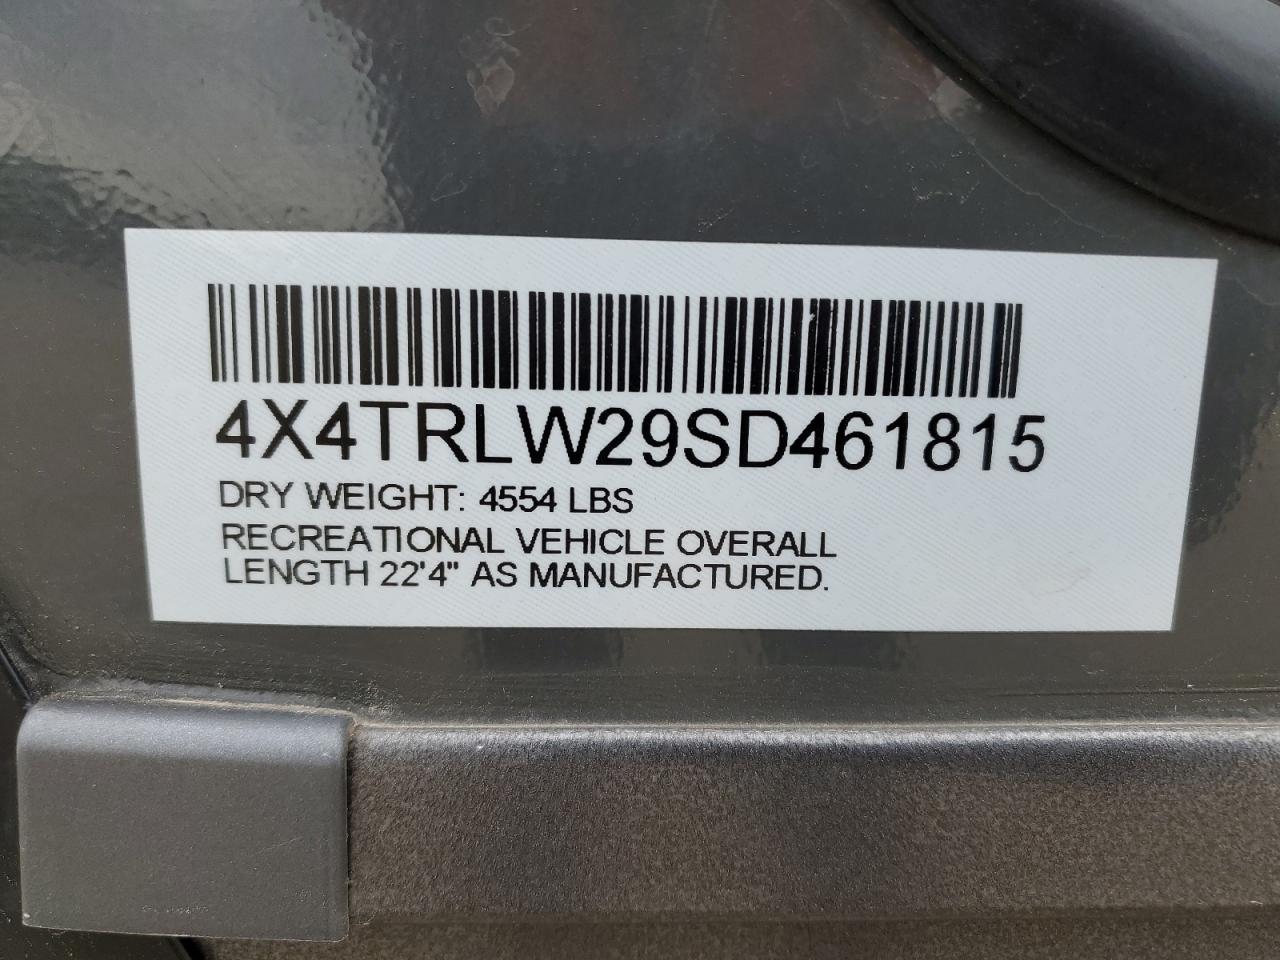 4X4TRLW29SD461815
DRY WEIGHT: 4554 LBS
RECREATIONAL VEHICLE OVERALL
LENGTH 22'4" AS MANUFACTURED.